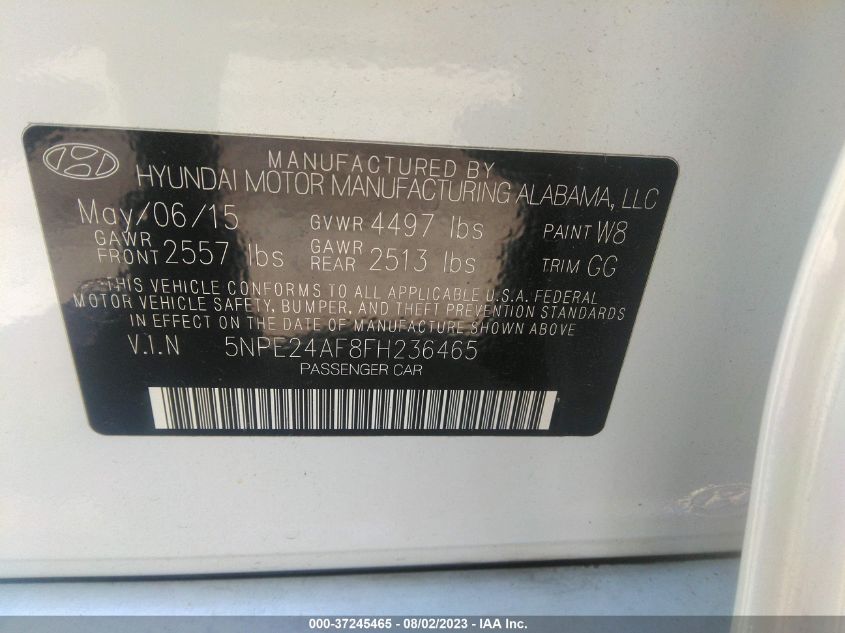 MANUFACTURED BY
HYUNDAI MOTOR MANUFACTURING ALABAMA, LLC
May/06/15 GVWR 4497 lbs PAINT W8
GAWR FRONT 2557 lbs GAWR REAR 2513 lbs TRIM GG
THIS VEHICLE CONFORMS TO ALL APPLICABLE U.S.A. FEDERAL
MOTOR VEHICLE SAFETY, BUMPER, AND THEFT PREVENTION STANDARDS
IN EFFECT ON THE DATE OF MANUFACTURE SHOWN ABOVE
V.I.N 5NPE24AF8FH236465
PASSENGER CAR
000-37245465 - 08/02/2023 - IAA Inc.